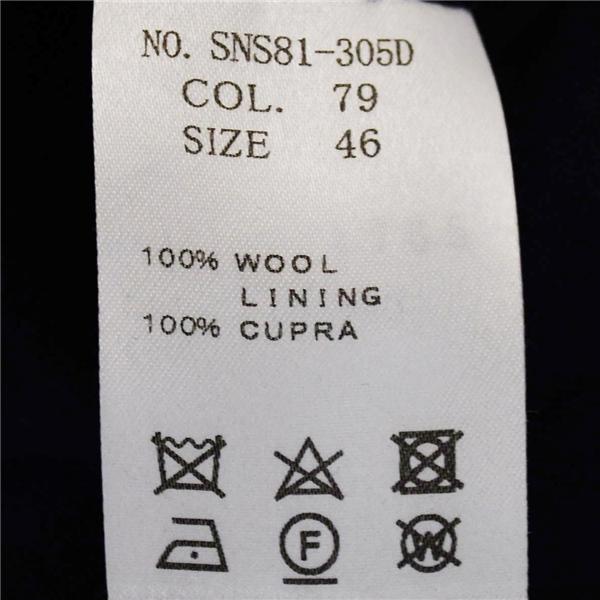 NO. SNS81-305D
COL. 79
SIZE 46
100% WOOL
LINING
100% CUPRA
F
W